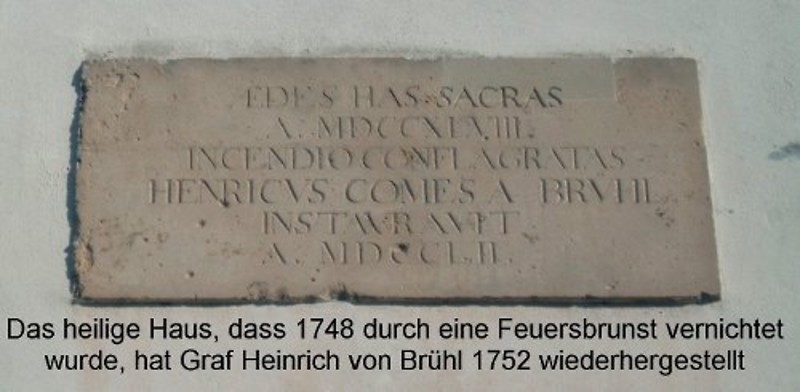 EDES HAS SACRAS
A. MDCCXLVIII.
INCENDIO CONFLAGRATAS
HENRICVS COMES A BRVHL
INSTAVRAVIT
A. MDCCLII.
Das heilige Haus, dass 1748 durch eine Feuersbrunst vernichtet
wurde, hat Graf Heinrich von Brühl 1752 wiederhergestellt